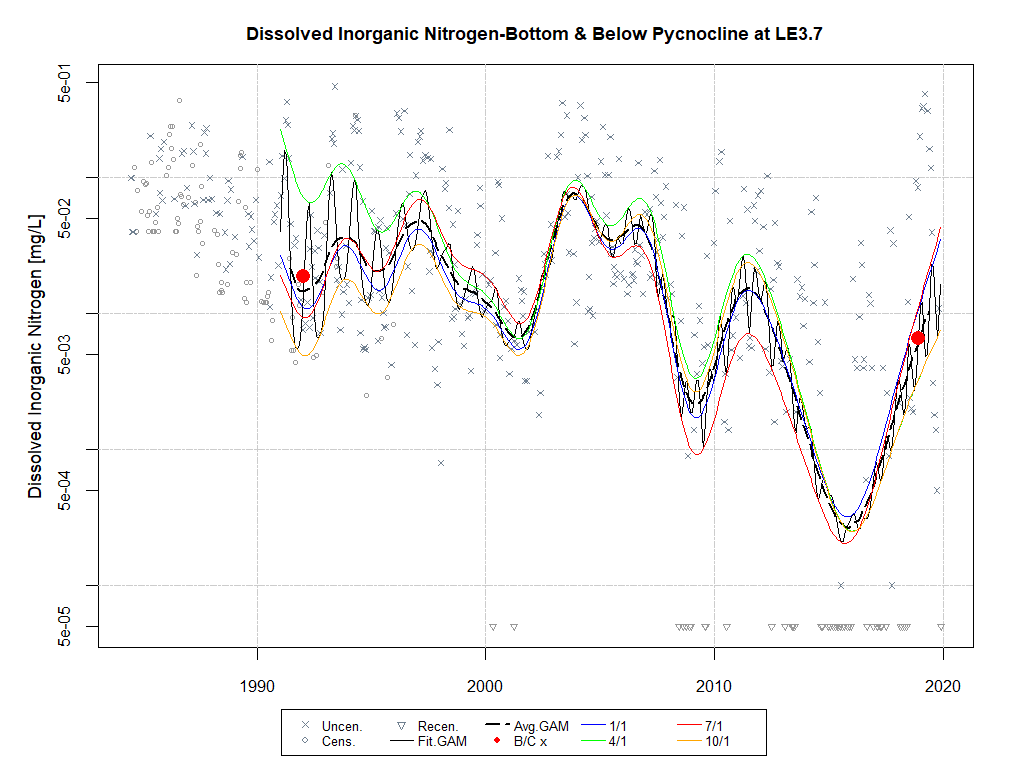 Dissolved Inorganic Nitrogen-Bottom & Below Pycnocline at LE3.7
Dissolved Inorganic Nitrogen [mg/L]
5e-01
5e-02
5e-03
5e-04
5e-05
1990 2000 2010 2020
Uncen. Recen. Avg.GAM 1/1 7/1
Cens. Fit.GAM B/C x 4/1 10/1